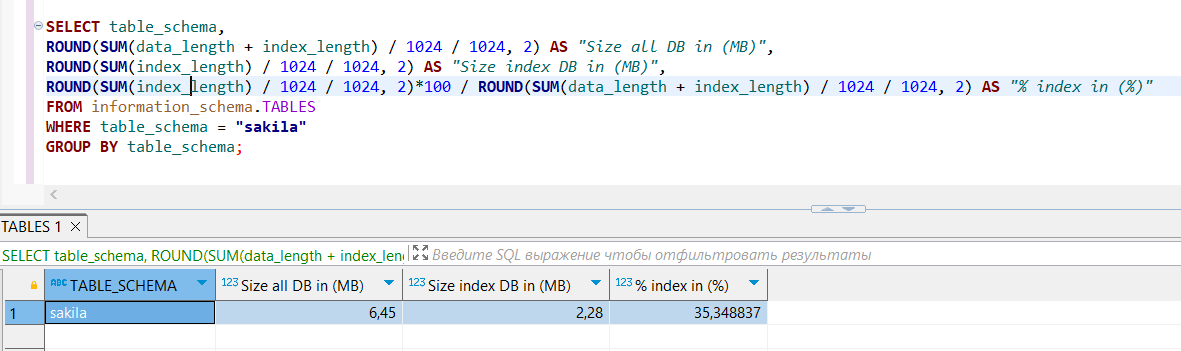 SELECT table_schema,
ROUND(SUM(data_length + index_length) / 1024 / 1024, 2) AS "Size all DB in (MB)",
ROUND(SUM(index_length) / 1024 / 1024, 2) AS "Size index DB in (MB)",
ROUND(SUM(index_length) / 1024 / 1024, 2)*100 / ROUND(SUM(data_length + index_length) / 1024 / 1024, 2) AS "% index in (%)"
FROM information_schema.TABLES
WHERE table_schema = "sakila"
GROUP BY table_schema;
TABLES 1
SELECT table_schema, ROUND(SUM(data_length + index_len Введите SQL выражение чтобы отфильтровать результаты
ABC TABLE_SCHEMA 123 Size all DB in (MB) 123 Size index DB in (MB) 123 % index in (%)
1 sakila 6,45 2,28 35,348837